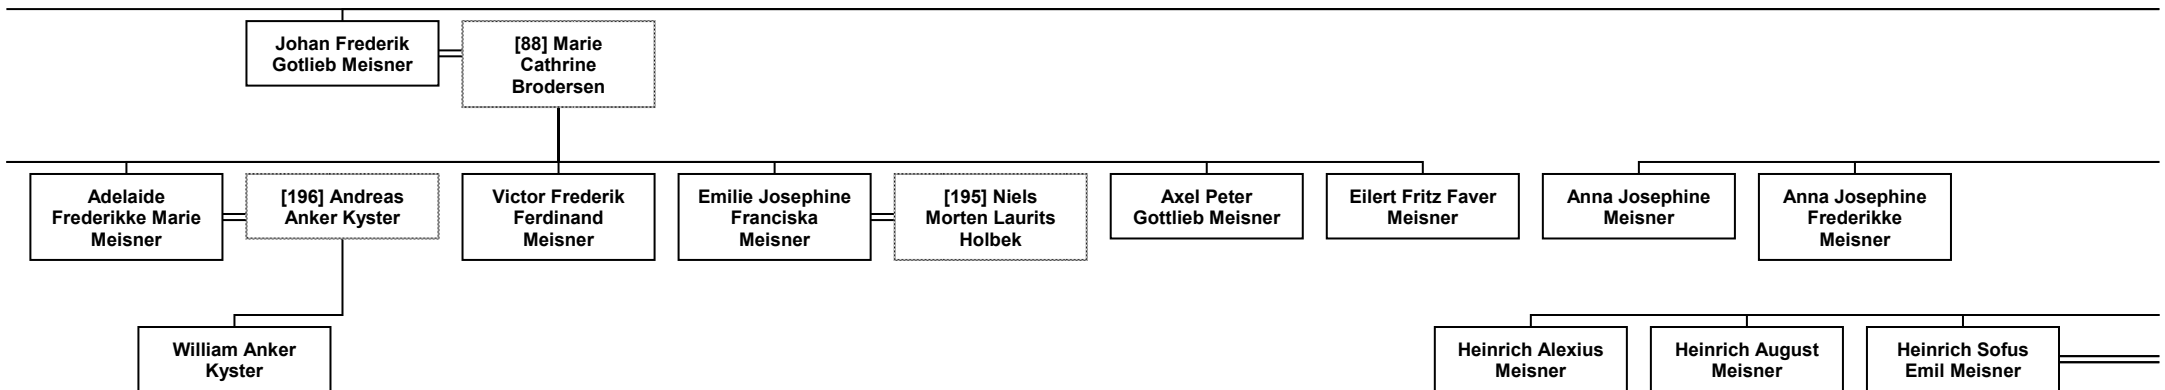 Johan Frederik
Gotlieb Meisner
[88] Marie
Cathrine
Brodersen
Adelaide
Frederikke Marie
Meisner
[196] Andreas
Anker Kyster
Victor Frederik
Ferdinand
Meisner
Emilie Josephine
Franciska
Meisner
[195] Niels
Morten Laurits
Holbek
Axel Peter
Gottlieb Meisner
Eilert Fritz Faver
Meisner
Anna Josephine
Meisner
Anna Josephine
Frederikke
Meisner
William Anker
Kyster
Heinrich Alexius
Meisner
Heinrich August
Meisner
Heinrich Sofus
Emil Meisner